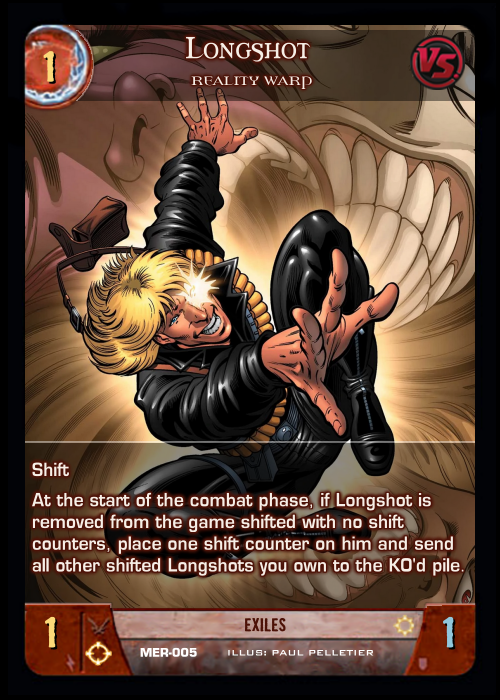 1
LONGSHOT
VS
REALITY WARP
Shift
At the start of the combat phase, if Longshot is
removed from the game shifted with no shift
counters, place one shift counter on him and send
all other shifted Longshots you own to the KO'd pile.
1 EXILES 1
MER-005 ILLUS: PAUL PELLETIER